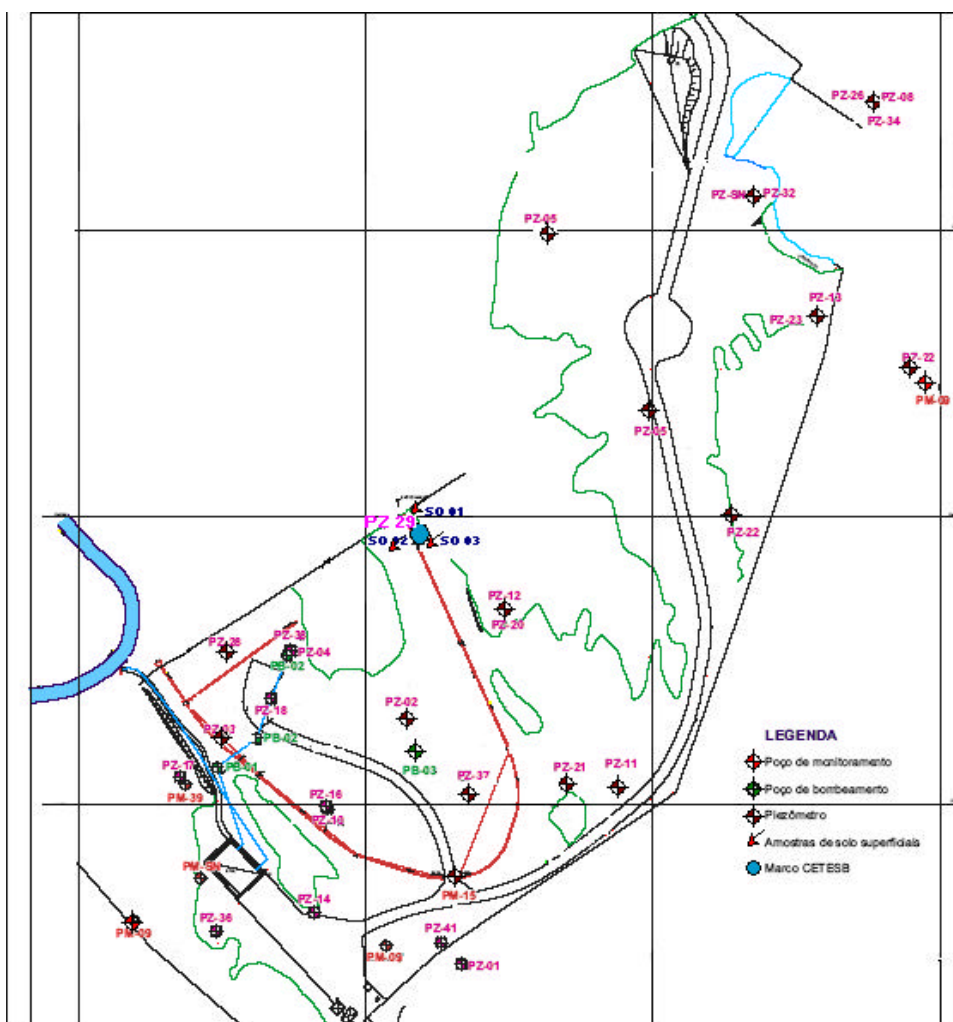 PZ-26 PZ-08
PZ-34
PZ-SN PZ-32
PZ-05
PZ-13
PZ-23
PZ-22
PM-09
PZ-05
SO 01
PZ 29
SO 02 SO 03
PZ-22
PZ-12
PZ-20
PZ-38
PZ-26
PZ-04
PB-02
PZ-18
PZ-02
PZ-03
PB-02
LEGENDA
PB-03
Poço de monitoramento
PB-01
PZ-17
PZ-21
PZ-11
PZ-37
PM-39
Poço de bombeamento
PZ-16
PZ-10
Piezômetro
Amostras de solo superficiais
PM-SN
Marco CETESB
PM-15
PZ-14
PM-09
PZ-36
PZ-41
PM-09
PZ-01